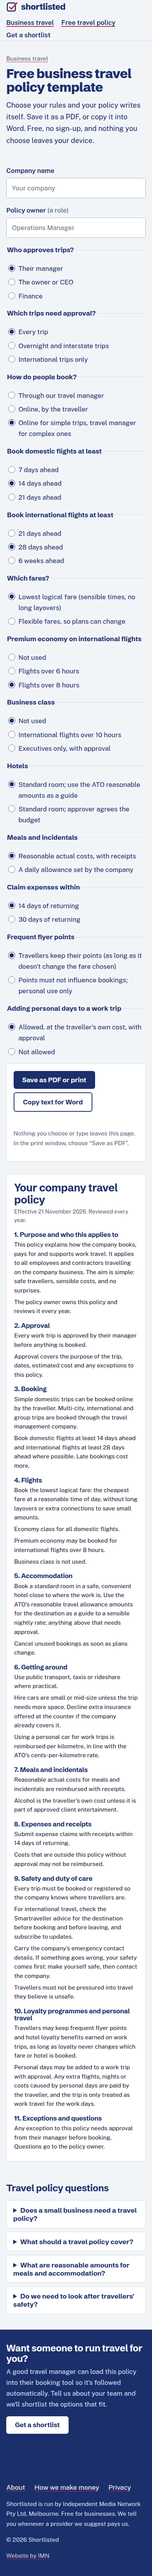 shortlisted
Business travel Free travel policy
Get a shortlist
Business travel
Free business travel
policy template
Choose your rules and your policy writes
itself. Save it as a PDF, or copy it into
Word. Free, no sign-up, and nothing you
choose leaves your device.
Company name
Your company
Policy owner (a role)
Operations Manager
Who approves trips?
Their manager
The owner or CEO
Finance
Which trips need approval?
Every trip
Overnight and interstate trips
International trips only
How do people book?
Through our travel manager
Online, by the traveller
Online for simple trips, travel manager
for complex ones
Book domestic flights at least
7 days ahead
14 days ahead
21 days ahead
Book international flights at least
21 days ahead
28 days ahead
6 weeks ahead
Which fares?
Lowest logical fare (sensible times, no
long layovers)
Flexible fares, so plans can change
Premium economy on international flights
Not used
Flights over 6 hours
Flights over 8 hours
Business class
Not used
International flights over 10 hours
Executives only, with approval
Hotels
Standard room; use the ATO reasonable
amounts as a guide
Standard room; approver agrees the
budget
Meals and incidentals
Reasonable actual costs, with receipts
A daily allowance set by the company
Claim expenses within
14 days of returning
30 days of returning
Frequent flyer points
Travellers keep their points (as long as it
doesn't change the fare chosen)
Points must not influence bookings;
personal use only
Adding personal days to a work trip
Allowed, at the traveller's own cost, with
approval
Not allowed
Save as PDF or print
Copy text for Word
Nothing you choose or type leaves this page.
In the print window, choose "Save as PDF".
Your company travel
policy
Effective 21 November 2026, Reviewed every
year.
1. Purpose and who this applies to
This policy explains how the company books,
pays for and supports work travel. It applies
to all employees and contractors travelling
on company business. The aim is simple:
safe travellers, sensible costs, and no
surprises.
The policy owner owns this policy and
reviews it every year.
2. Approval
Every work trip is approved by their manager
before anything is booked.
Approval covers the purpose of the trip,
dates, estimated cost and any exceptions to
this policy.
3. Booking
Simple domestic trips can be booked online
by the traveller. Multi-city, international and
group trips are booked through the travel
management company.
Book domestic flights at least 14 days ahead
and international flights at least 28 days
ahead where possible. Late bookings cost
more.
4. Flights
Book the lowest logical fare: the cheapest
fare at a reasonable time of day, without long
layovers or extra connections to save small
amounts.
Economy class for all domestic flights.
Premium economy may be booked for
international flights over 8 hours.
Business class is not used.
5. Accommodation
Book a standard room in a safe, convenient
hotel close to where the work is. Use the
ATO's reasonable travel allowance amounts
for the destination as a guide to a sensible
nightly rate; anything above that needs
approval.
Cancel unused bookings as soon as plans
change.
6. Getting around
Use public transport, taxis or rideshare
where practical.
Hire cars are small or mid-size unless the trip
needs more space. Decline extra insurance
offered at the counter if the company
already covers it.
Using a personal car for work trips is
reimbursed per kilometre, in line with the
ATO's cents-per-kilometre rate.
7. Meals and incidentals
Reasonable actual costs for meals and
incidentals are reimbursed with receipts.
Alcohol is the traveller's own cost unless it is
part of approved client entertainment.
8. Expenses and receipts
Submit expense claims with receipts within
14 days of returning.
Costs that are outside this policy without
approval may not be reimbursed.
9. Safety and duty of care
Every trip must be booked or registered so
the company knows where travellers are.
For international travel, check the
Smartraveller advice for the destination
before booking and before leaving, and
subscribe to updates.
Carry the company's emergency contact
details. If something goes wrong, your safety
comes first: make yourself safe, then contact
the company.
Travellers must not be pressured into travel
they believe is unsafe.
10. Loyalty programmes and personal
travel
Travellers may keep frequent flyer points
and hotel loyalty benefits earned on work
trips, as long as loyalty never changes which
fare or hotel is booked.
Personal days may be added to a work trip
with approval. Any extra flights, nights or
costs caused by personal days are paid by
the traveller, and the trip is only treated as
work travel for the work days.
11. Exceptions and questions
Any exception to this policy needs approval
from their manager before booking.
Questions go to the policy owner.
Travel policy questions
Does a small business need a travel
policy?
What should a travel policy cover?
What are reasonable amounts for
meals and accommodation?
Do we need to look after travellers'
safety?
Want someone to run travel for
you?
A good travel manager can load this policy
into their booking tool so it's followed
automatically. Tell us about your team and
we'll shortlist the options that fit.
Get a shortlist
About How we make money Privacy
Shortlisted is run by Independent Media Network
Pty Ltd, Melbourne. Free for businesses. We tell
you whenever a provider we suggest pays us.
© 2026 Shortlisted
Website by IMN